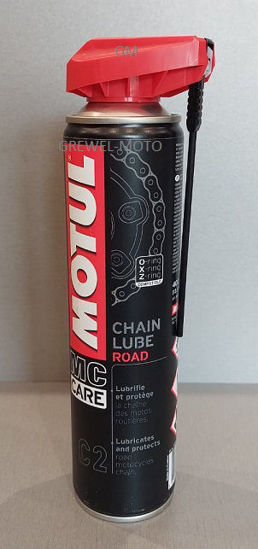 GM
GREWEL-MOTO
MOTUL
MC
CARE
O-ring
X-ring
Z-ring
CHAIN
LUBE
ROAD
Lubrifie
et protège
la chaîne
des motos
routières.
C2
Lubricates
and protects
road
motorcycles
chain.